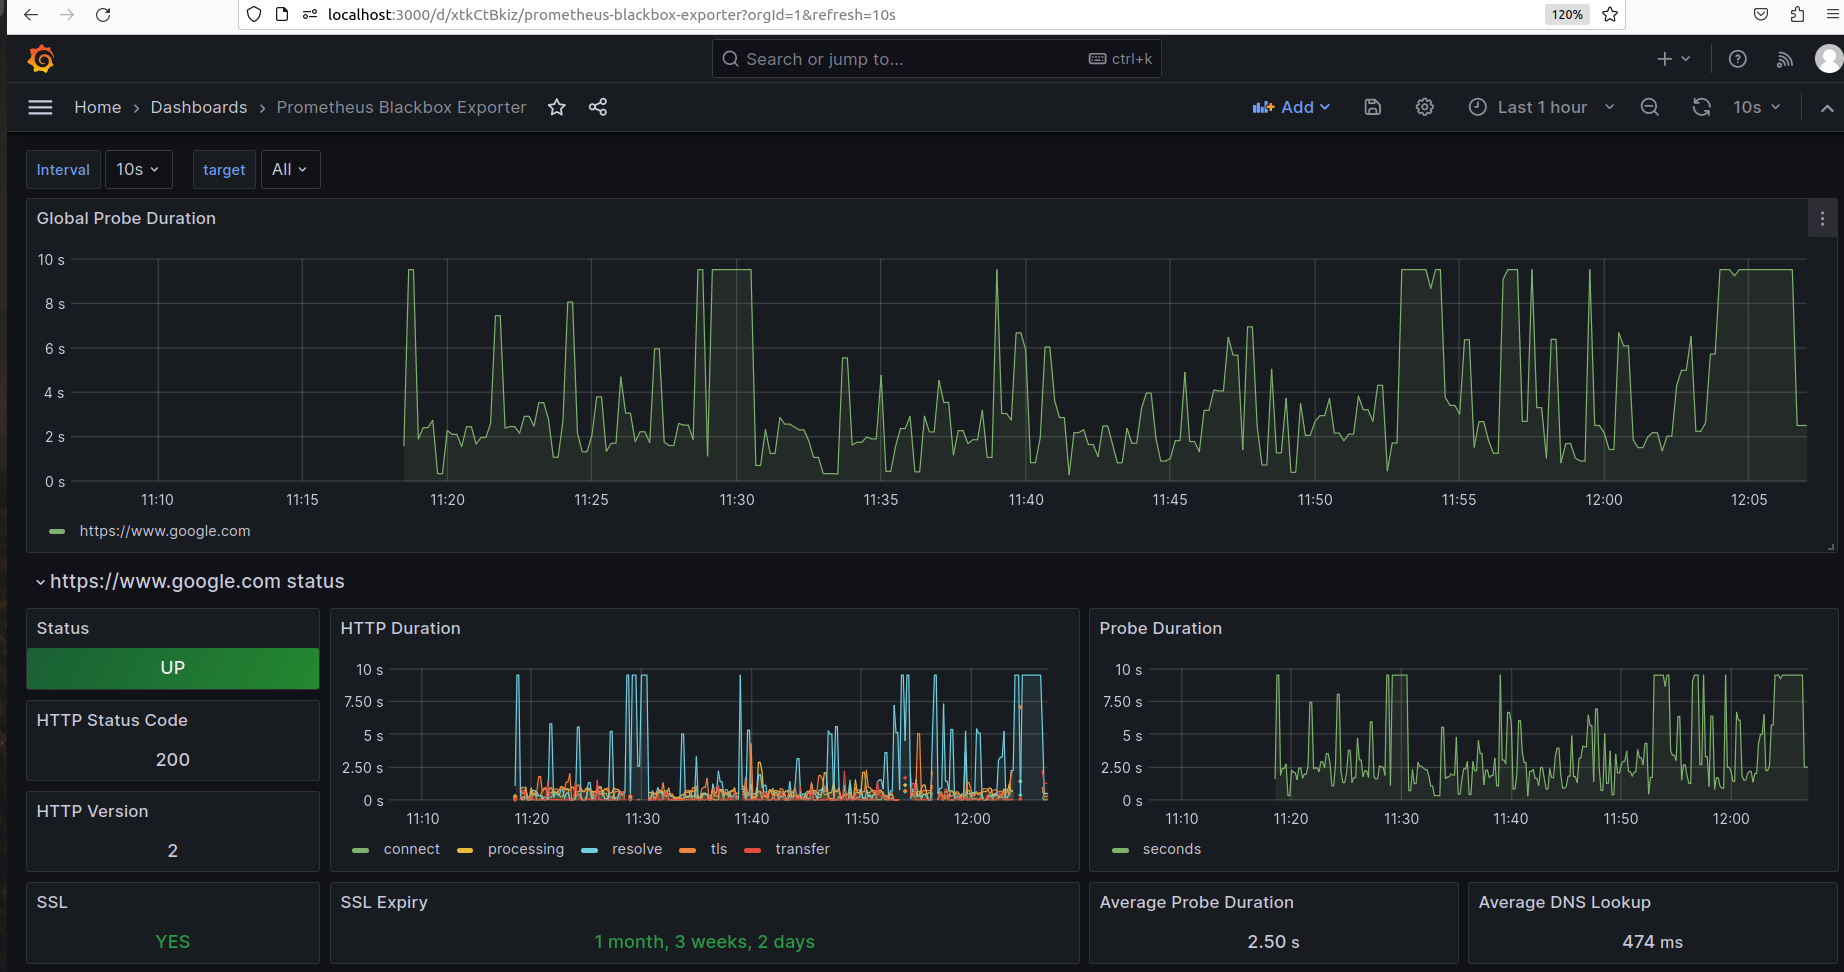 localhost:3000/d/xtkCtBkiz/prometheus-blackbox-exporter?orgId=1&refresh=10s 120%
Search or jump to... ctrl+k
Home Dashboards Prometheus Blackbox Exporter Add Last 1 hour 10s
Interval 10s target All
Global Probe Duration
10 s
8 s
6 s
4 s
2 s
0 s
11:10 11:15 11:20 11:25 11:30 11:35 11:40 11:45 11:50 11:55 12:00 12:05
https://www.google.com
https://www.google.com status
Status
UP
HTTP Status Code
200
HTTP Version
2
HTTP Duration
10 s
7.50 s
5 s
2.50 s
0 s
11:10 11:20 11:30 11:40 11:50 12:00
connect processing resolve tls transfer
Probe Duration
10 s
7.50 s
5 s
2.50 s
0 s
11:10 11:20 11:30 11:40 11:50 12:00
seconds
SSL
YES
SSL Expiry
1 month, 3 weeks, 2 days
Average Probe Duration
2.50 s
Average DNS Lookup
474 ms